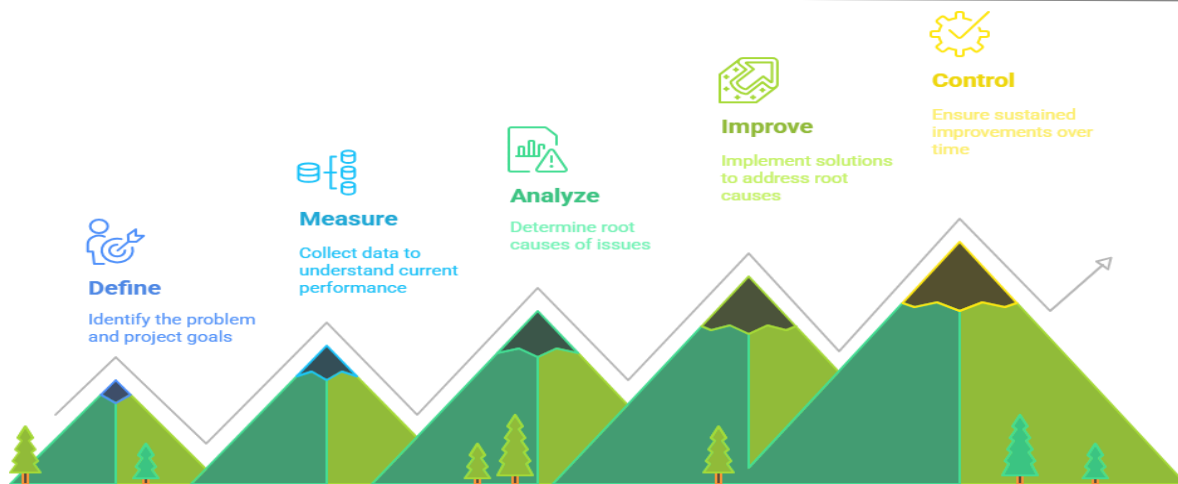 Define
Identify the problem
and project goals
Measure
Collect data to
understand current
performance
Analyze
Determine root
causes of issues
Improve
Implement solutions
to address root
causes
Control
Ensure sustained
improvements over
time